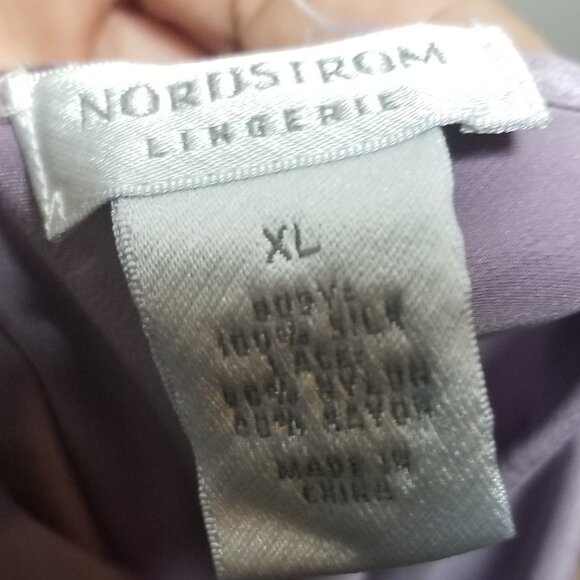 NORDSTROM
LINGERIE
XL
BODY:
100% SILK
LACE:
NYLON
RAYON
MADE IN
CHINA